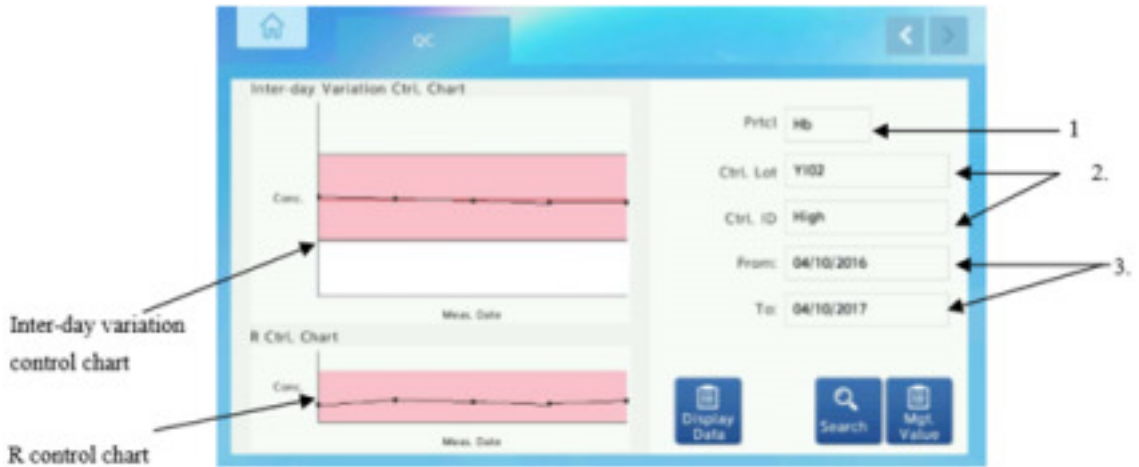 QC
Inter-day Variation Ctrl. Chart
Conc.
Meas. Date
R Ctrl. Chart
Conc.
Meas. Date
Prtcl Hb
Ctrl. Lot YI02
Ctrl. ID High
From: 04/10/2016
To: 04/10/2017
Display
Data
Search
Mgt.
Value
1
2.
3.
Inter-day variation
control chart
R control chart